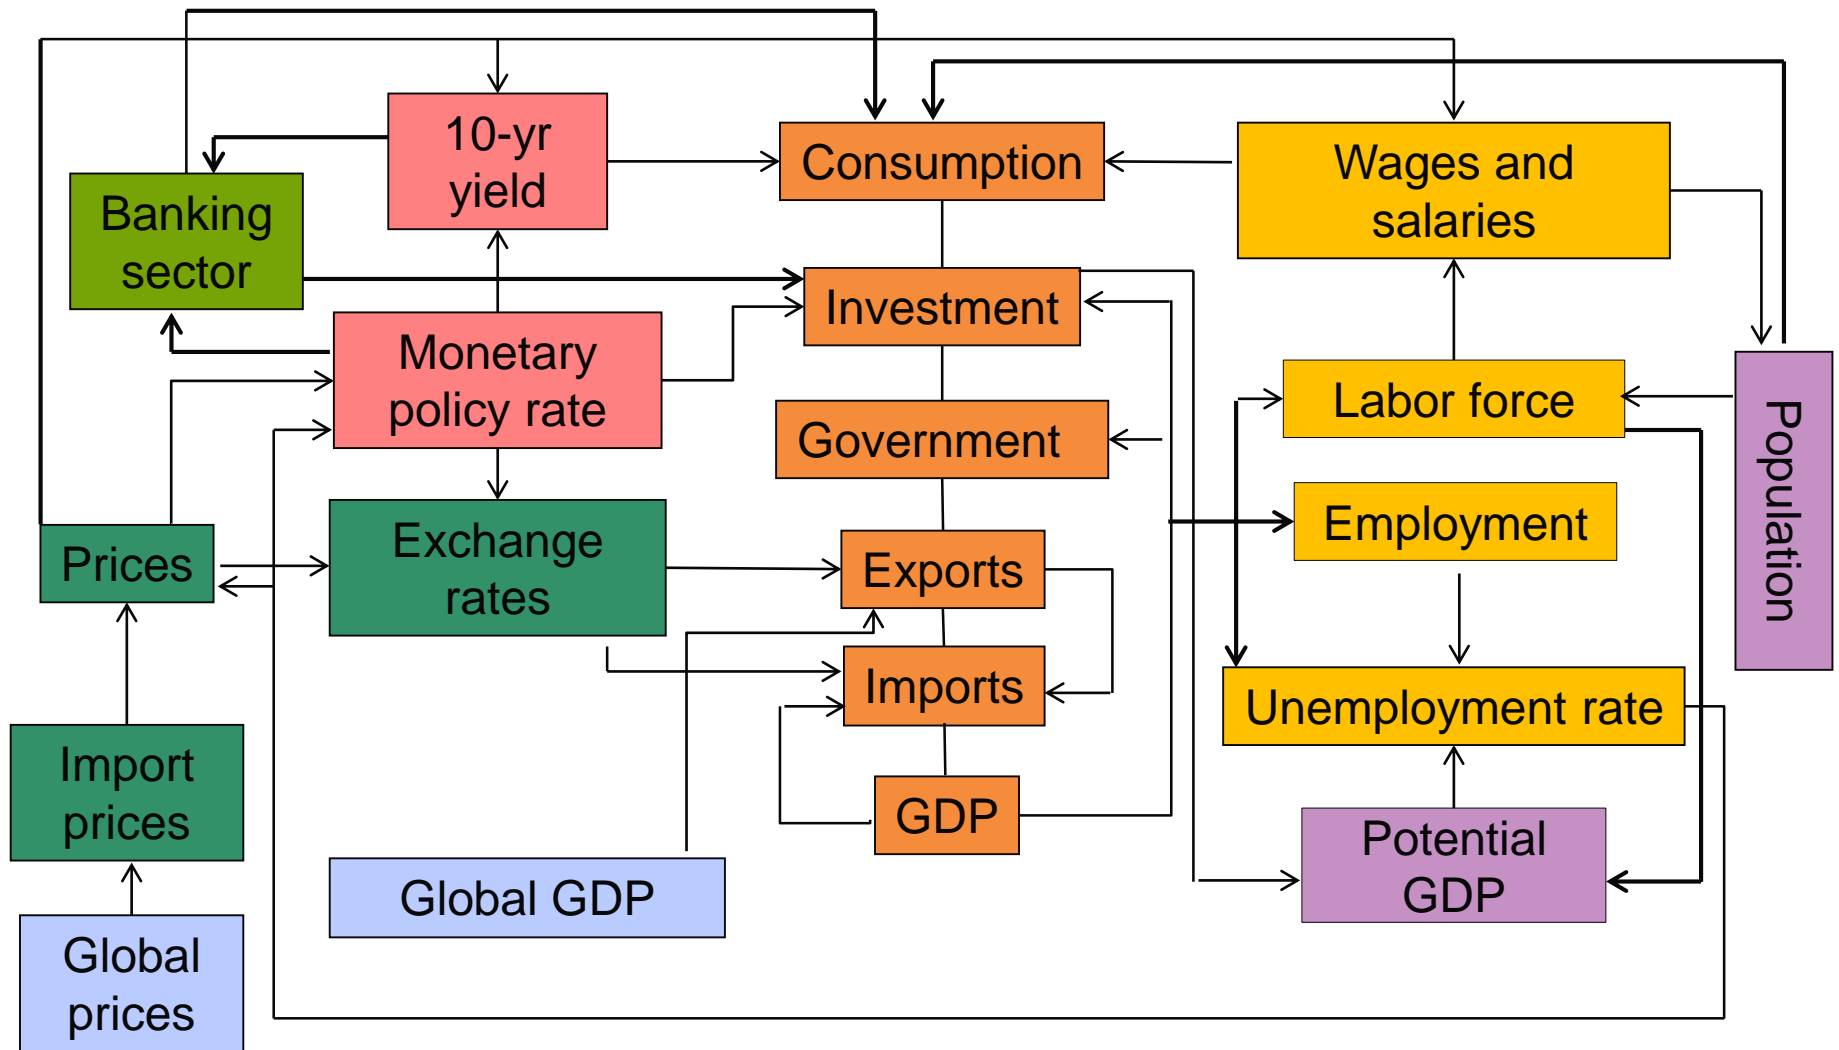 10-yr
yield
Consumption
Wages and
salaries
Banking
sector
Investment
Monetary
policy rate
Labor force
Government
Population
Employment
Exchange
rates
Prices
Exports
Imports
Unemployment rate
Import
prices
GDP
Potential
GDP
Global GDP
Global
prices